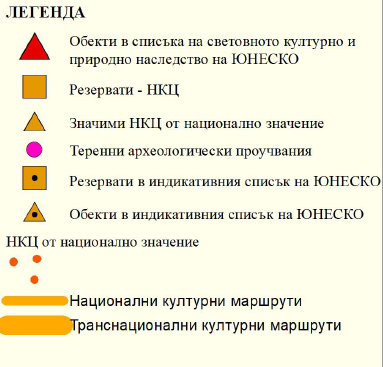 ЛЕГЕНДА
Обекти в списъка на световното културно и
природно наследство на ЮНЕСКО
Резервати - НКЦ
Значими НКЦ от национално значение
Теренни археологически проучвания
Резервати в индикативния списък на ЮНЕСКО
Обекти в индикативния списък на ЮНЕСКО
НКЦ от национално значение
Национални културни маршрути
Транснационални културни маршрути